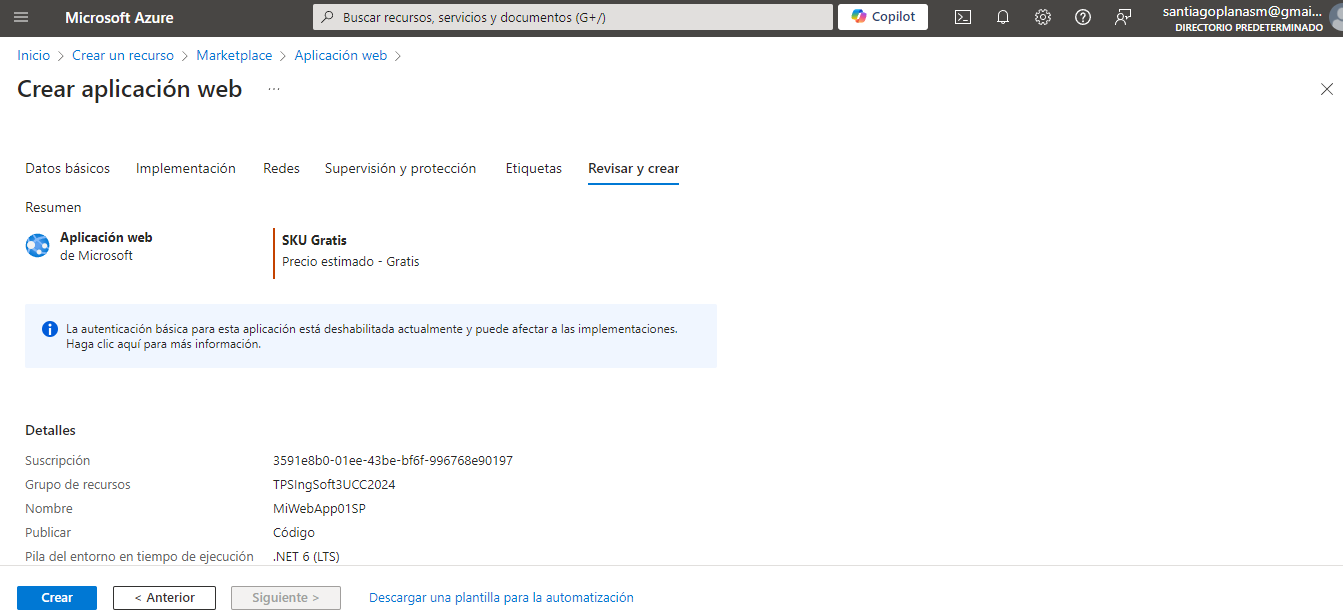 Microsoft Azure
Buscar recursos, servicios y documentos (G+/)
Copilot
santiagoplanasm@gmai...
DIRECTORIO PREDETERMINADO
Inicio > Crear un recurso > Marketplace > Aplicación web >
Crear aplicación web ...
Datos básicos Implementación Redes Supervisión y protección Etiquetas Revisar y crear
Resumen
Aplicación web
de Microsoft
SKU Gratis
Precio estimado - Gratis
La autenticación básica para esta aplicación está deshabilitada actualmente y puede afectar a las implementaciones.
Haga clic aquí para más información.
Detalles
Suscripción 3591e8b0-01ee-43be-bf6f-996768e90197
Grupo de recursos TPSIngSoft3UCC2024
Nombre MiWebApp01SP
Publicar Código
Pila del entorno en tiempo de ejecución .NET 6 (LTS)
Crear < Anterior Siguiente > Descargar una plantilla para la automatización